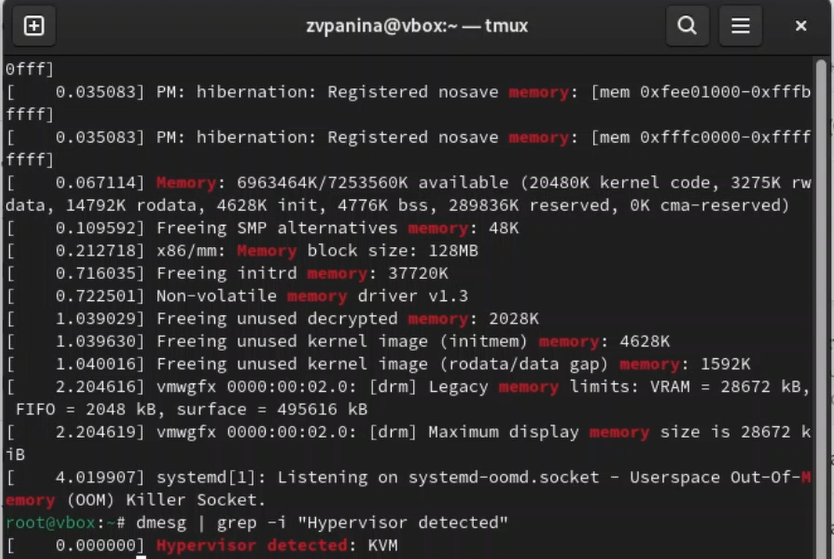 zvpanina@vbox:~ — tmux
0fff]
[    0.035083] PM: hibernation: Registered nosave memory: [mem 0xfee01000-0xfffb
ffff]
[    0.035083] PM: hibernation: Registered nosave memory: [mem 0xfffc0000-0xffff
ffff]
[    0.067114] Memory: 6963464K/7253560K available (20480K kernel code, 3275K rw
data, 14792K rodata, 4628K init, 4776K bss, 289836K reserved, 0K cma-reserved)
[    0.109592] Freeing SMP alternatives memory: 48K
[    0.212718] x86/mm: Memory block size: 128MB
[    0.716035] Freeing initrd memory: 37720K
[    0.722501] Non-volatile memory driver v1.3
[    1.039029] Freeing unused decrypted memory: 2028K
[    1.039630] Freeing unused kernel image (initmem) memory: 4628K
[    1.040016] Freeing unused kernel image (rodata/data gap) memory: 1592K
[    2.204616] vmwgfx 0000:00:02.0: [drm] Legacy memory limits: VRAM = 28672 kB,
 FIFO = 2048 kB, surface = 495616 kB
[    2.204619] vmwgfx 0000:00:02.0: [drm] Maximum display memory size is 28672 k
iB
[    4.019907] systemd[1]: Listening on systemd-oomd.socket - Userspace Out-Of-M
emory (OOM) Killer Socket.
root@vbox:~# dmesg | grep -i "Hypervisor detected"
[    0.000000] Hypervisor detected: KVM